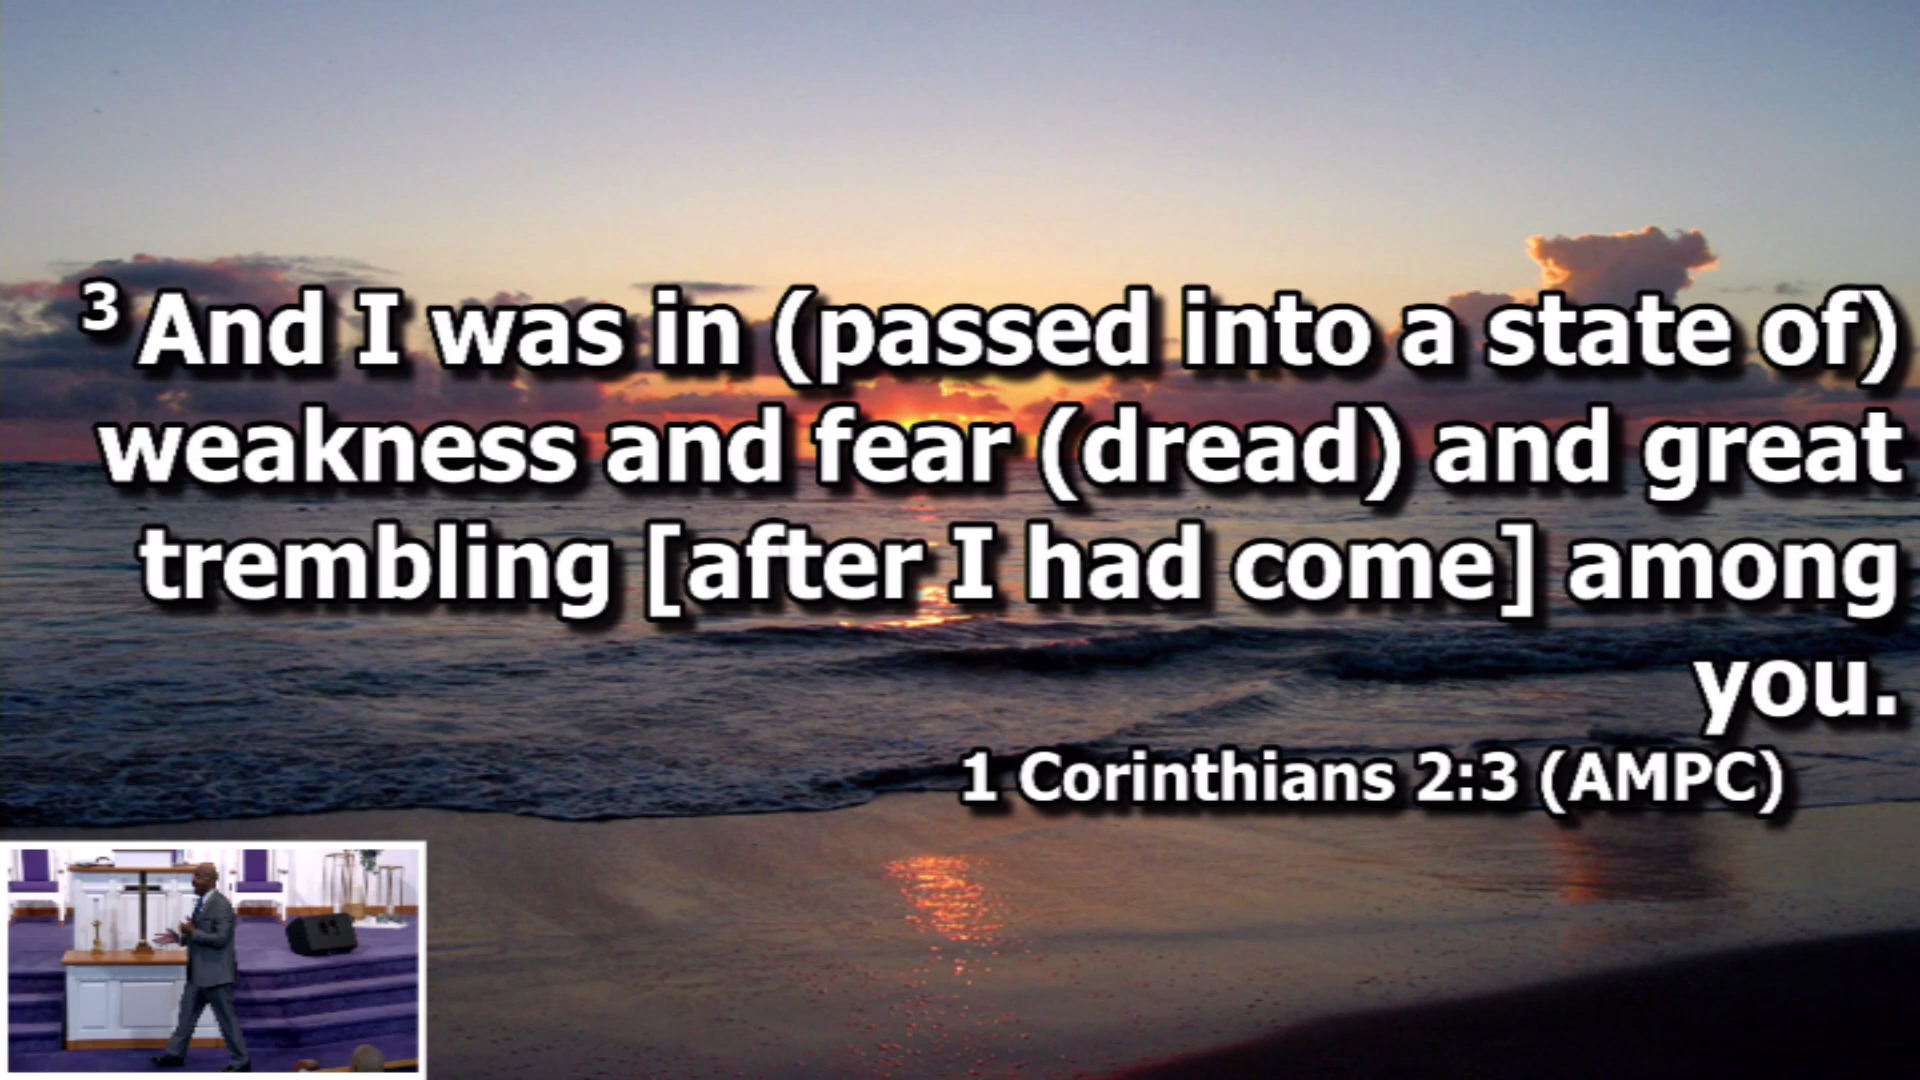 3 And I was in (passed into a state of)
weakness and fear (dread) and great
trembling [after I had come] among
you.
1 Corinthians 2:3 (AMPC)